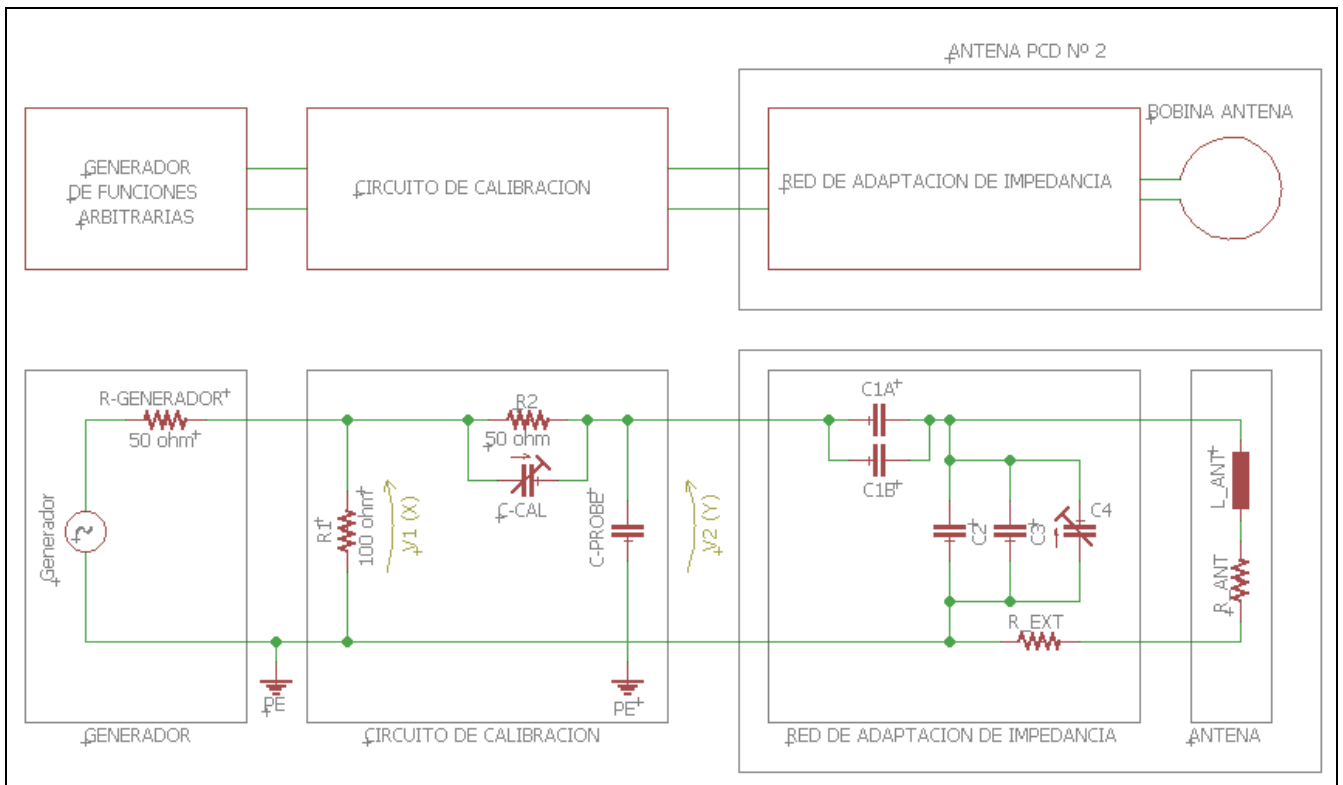 ANTENA PCD Nº 2
BOBINA ANTENA
GENERADOR
DE FUNCIONES
ARBITRARIAS
CIRCUITO DE CALIBRACION
RED DE ADAPTACION DE IMPEDANCIA
R-GENERADOR
50 ohm
Generador
R1
100 ohm
V1 (X)
R2
50 ohm
C-CAL
C-PROBE
V2 (Y)
C1A
C1B
C2
C3
C4
R_EXT
L_ANT
R_ANT
PE
PE
GENERADOR
CIRCUITO DE CALIBRACION
RED DE ADAPTACION DE IMPEDANCIA
ANTENA